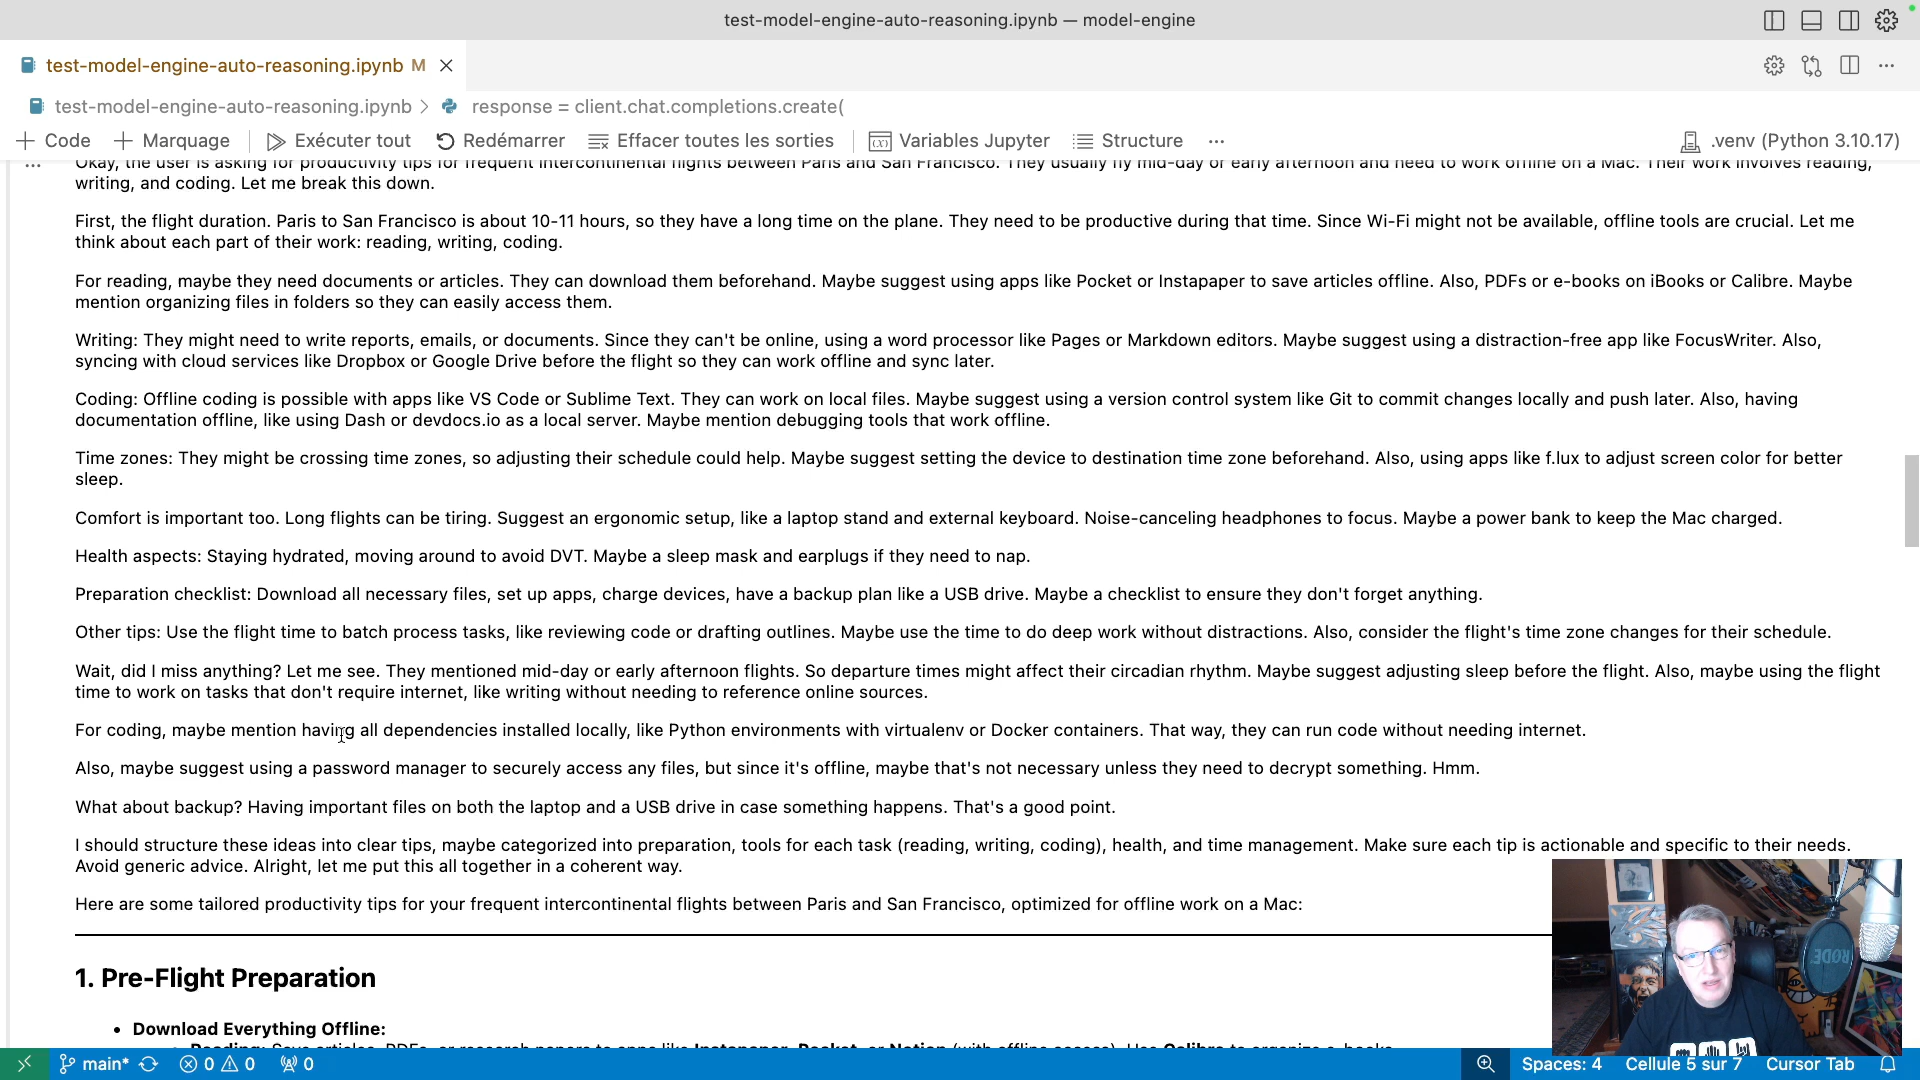 test-model-engine-auto-reasoning.ipynb — model-engine
test-model-engine-auto-reasoning.ipynb M
test-model-engine-auto-reasoning.ipynb > response = client.chat.completions.create(
Code Marquage Exécuter tout Redémarrer Effacer toutes les sorties Variables Jupyter Structure ... .venv (Python 3.10.17)
Okay, the user is asking for productivity tips for frequent intercontinental flights between Paris and San Francisco. They usually fly mid-day or early afternoon and need to work offline on a Mac. Their work involves reading,
writing, and coding. Let me break this down.
First, the flight duration. Paris to San Francisco is about 10-11 hours, so they have a long time on the plane. They need to be productive during that time. Since Wi-Fi might not be available, offline tools are crucial. Let me
think about each part of their work: reading, writing, coding.
For reading, maybe they need documents or articles. They can download them beforehand. Maybe suggest using apps like Pocket or Instapaper to save articles offline. Also, PDFs or e-books on iBooks or Calibre. Maybe
mention organizing files in folders so they can easily access them.
Writing: They might need to write reports, emails, or documents. Since they can't be online, using a word processor like Pages or Markdown editors. Maybe suggest using a distraction-free app like FocusWriter. Also,
syncing with cloud services like Dropbox or Google Drive before the flight so they can work offline and sync later.
Coding: Offline coding is possible with apps like VS Code or Sublime Text. They can work on local files. Maybe suggest using a version control system like Git to commit changes locally and push later. Also, having
documentation offline, like using Dash or devdocs.io as a local server. Maybe mention debugging tools that work offline.
Time zones: They might be crossing time zones, so adjusting their schedule could help. Maybe suggest setting the device to destination time zone beforehand. Also, using apps like f.lux to adjust screen color for better
sleep.
Comfort is important too. Long flights can be tiring. Suggest an ergonomic setup, like a laptop stand and external keyboard. Noise-canceling headphones to focus. Maybe a power bank to keep the Mac charged.
Health aspects: Staying hydrated, moving around to avoid DVT. Maybe a sleep mask and earplugs if they need to nap.
Preparation checklist: Download all necessary files, set up apps, charge devices, have a backup plan like a USB drive. Maybe a checklist to ensure they don't forget anything.
Other tips: Use the flight time to batch process tasks, like reviewing code or drafting outlines. Maybe use the time to do deep work without distractions. Also, consider the flight's time zone changes for their schedule.
Wait, did I miss anything? Let me see. They mentioned mid-day or early afternoon flights. So departure times might affect their circadian rhythm. Maybe suggest adjusting sleep before the flight. Also, maybe using the flight
time to work on tasks that don't require internet, like writing without needing to reference online sources.
For coding, maybe mention having all dependencies installed locally, like Python environments with virtualenv or Docker containers. That way, they can run code without needing internet.
Also, maybe suggest using a password manager to securely access any files, but since it's offline, maybe that's not necessary unless they need to decrypt something. Hmm.
What about backup? Having important files on both the laptop and a USB drive in case something happens. That's a good point.
I should structure these ideas into clear tips, maybe categorized into preparation, tools for each task (reading, writing, coding), health, and time management. Make sure each tip is actionable and specific to their needs.
Avoid generic advice. Alright, let me put this all together in a coherent way.
Here are some tailored productivity tips for your frequent intercontinental flights between Paris and San Francisco, optimized for offline work on a Mac:
1. Pre-Flight Preparation
• Download Everything Offline:
Reading: Save articles, PDFs, or research papers to apps like Instapaper, Pocket, or Notion (with offline access). Use Calibre to organize e-books.
RØDE
main* 0 0 0 Spaces: 4 Cellule 5 sur 7 Cursor Tab